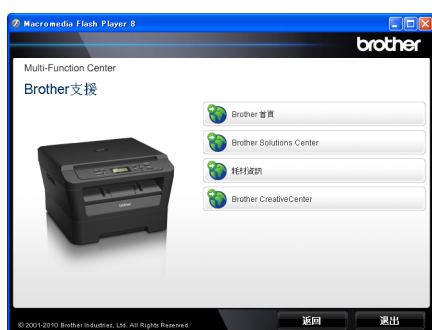 Macromedia Flash Player 8
brother
Multi-Function Center
Brother支援
Brother 首頁
Brother Solutions Center
耗材資訊
Brother CreativeCenter
© 2001-2010 Brother Industries, Ltd. All Rights Reserved.
返回
退出